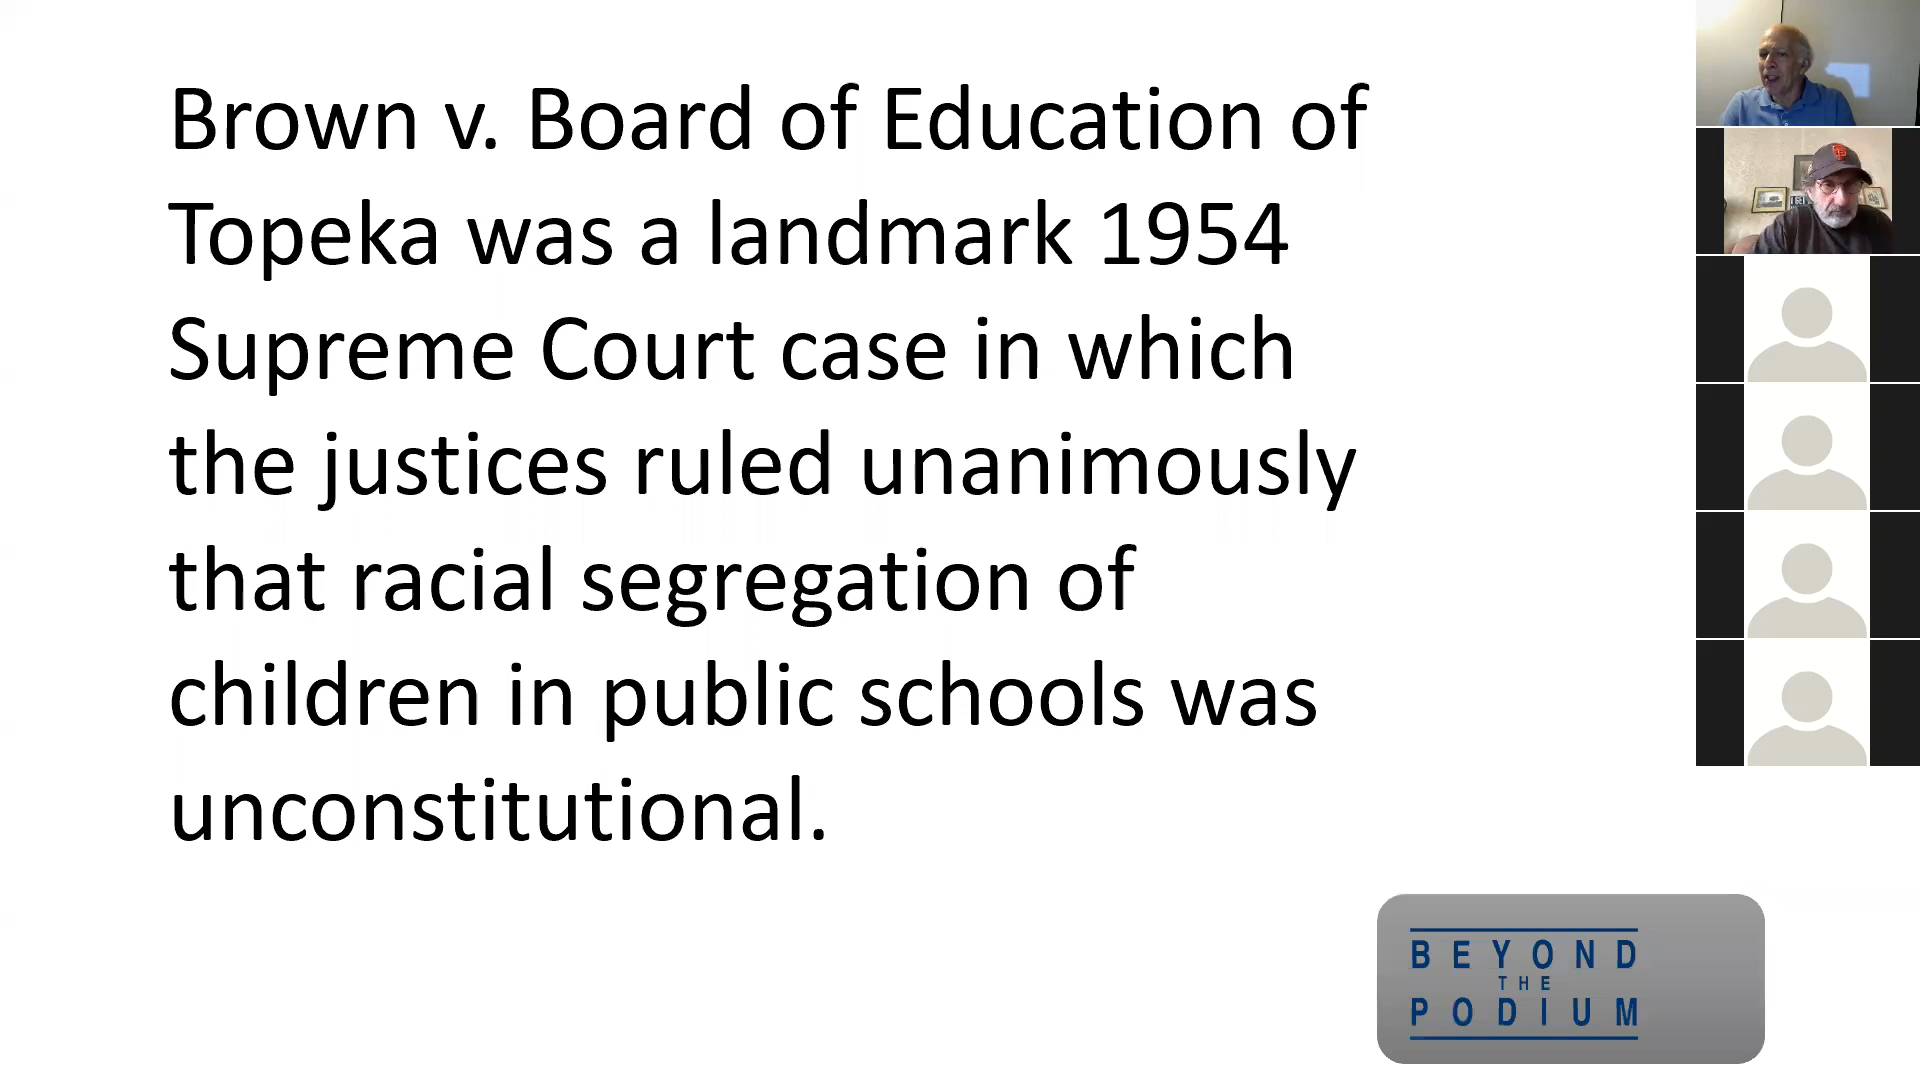 Brown v. Board of Education of
Topeka was a landmark 1954
Supreme Court case in which
the justices ruled unanimously
that racial segregation of
children in public schools was
unconstitutional.
BEYOND
THE
PODIUM
SF